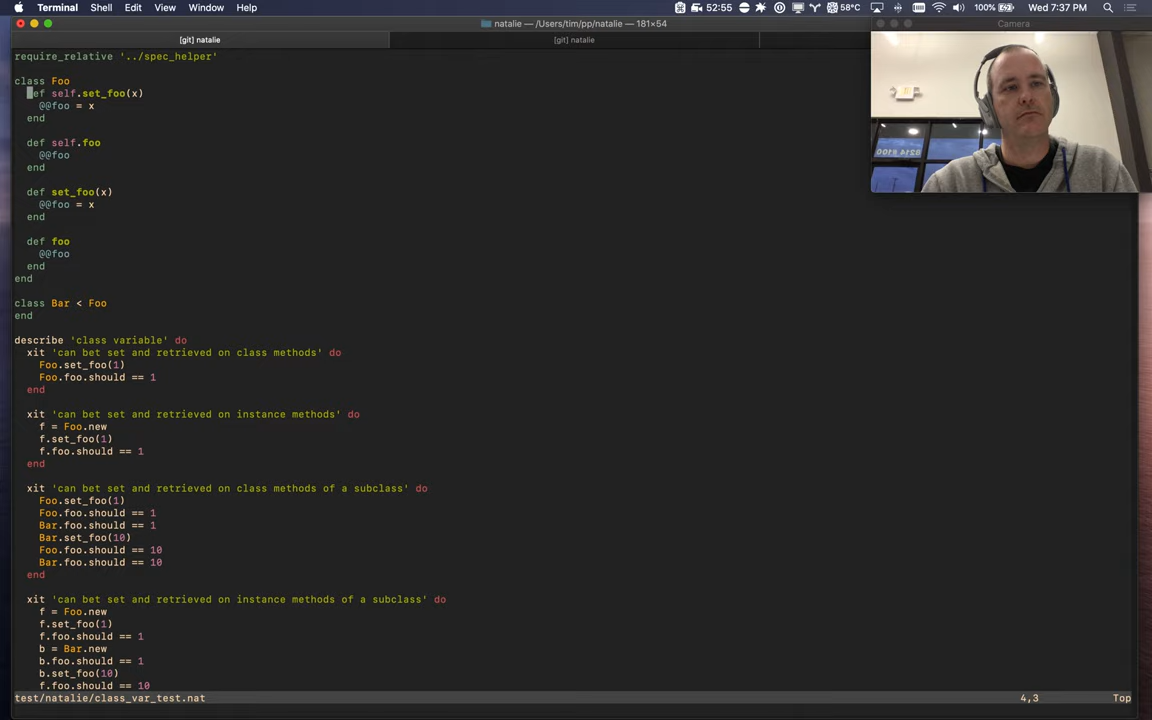 Terminal Shell Edit View Window Help 52:55 58°C 100% Wed 7:37 PM
natalie — /Users/tim/pp/natalie — 181×54
Camera
[git] natalie [git] natalie
require_relative '../spec_helper'
class Foo
ef self.set_foo(x)
@@foo = x
end
def self.foo
@@foo
end
def set_foo(x)
@@foo = x
end
def foo
@@foo
end
end
class Bar < Foo
end
describe 'class variable' do
xit 'can bet set and retrieved on class methods' do
Foo.set_foo(1)
Foo.foo.should == 1
end
xit 'can bet set and retrieved on instance methods' do
f = Foo.new
f.set_foo(1)
f.foo.should == 1
end
xit 'can bet set and retrieved on class methods of a subclass' do
Foo.set_foo(1)
Foo.foo.should == 1
Bar.foo.should == 1
Bar.set_foo(10)
Foo.foo.should == 10
Bar.foo.should == 10
end
xit 'can bet set and retrieved on instance methods of a subclass' do
f = Foo.new
f.set_foo(1)
f.foo.should == 1
b = Bar.new
b.foo.should == 1
b.set_foo(10)
f.foo.should == 10
test/natalie/class_var_test.nat 4,3 Top